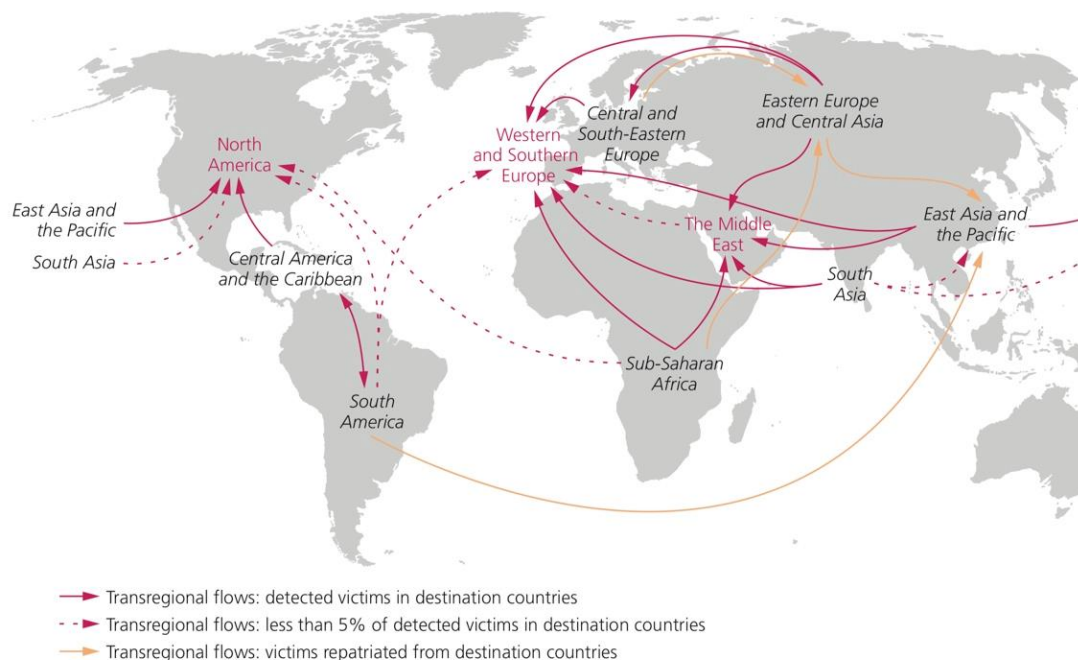 Central and
South-Eastern
Europe
Eastern Europe
and Central Asia
North
America
Western
and Southern
Europe
East Asia and
the Pacific
South Asia
Central America
and the Caribbean
The Middle
East
East Asia and
the Pacific
South
Asia
Sub-Saharan
Africa
South
America
Transregional flows: detected victims in destination countries
Transregional flows: less than 5% of detected victims in destination countries
Transregional flows: victims repatriated from destination countries